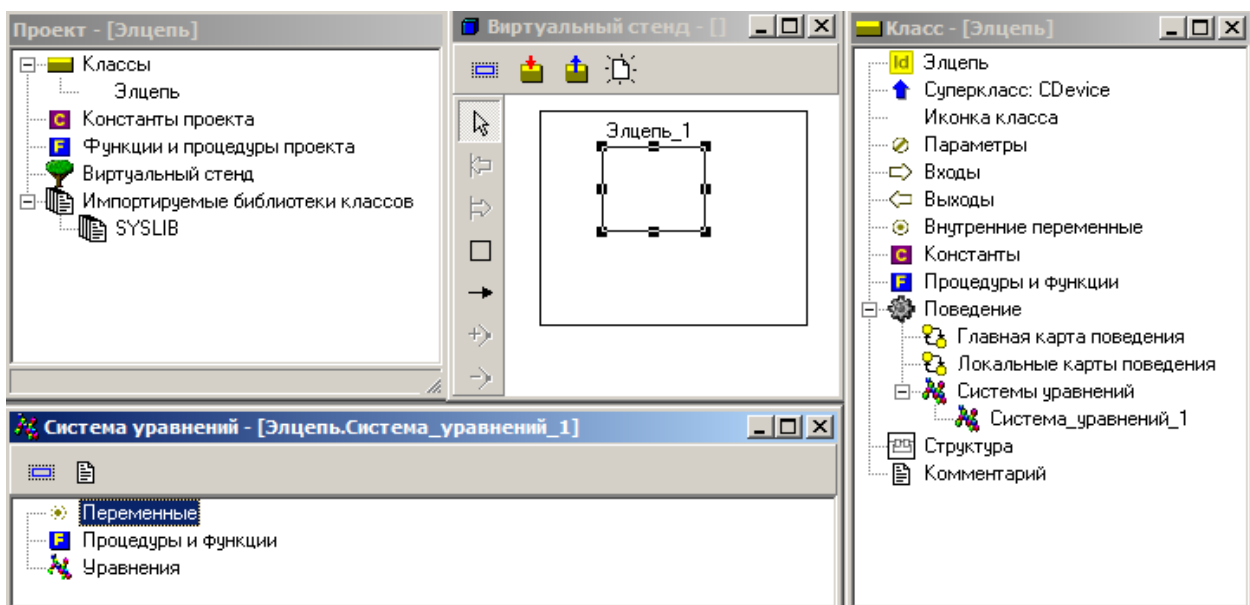 Проект - [Элцепь]
Классы
Элцепь
C Константы проекта
F Функции и процедуры проекта
Виртуальный стенд
Импортируемые библиотеки классов
SYSLIB
Виртуальный стенд - []
Элцепь_1
Класс - [Элцепь]
Id Элцепь
Суперкласс: CDevice
Иконка класса
Параметры
Входы
Выходы
Внутренние переменные
C Константы
F Процедуры и функции
Поведение
Главная карта поведения
Локальные карты поведения
Системы уравнений
Система_уравнений_1
Структура
Комментарий
Система уравнений - [Элцепь.Система_уравнений_1]
Переменные
F Процедуры и функции
Уравнения